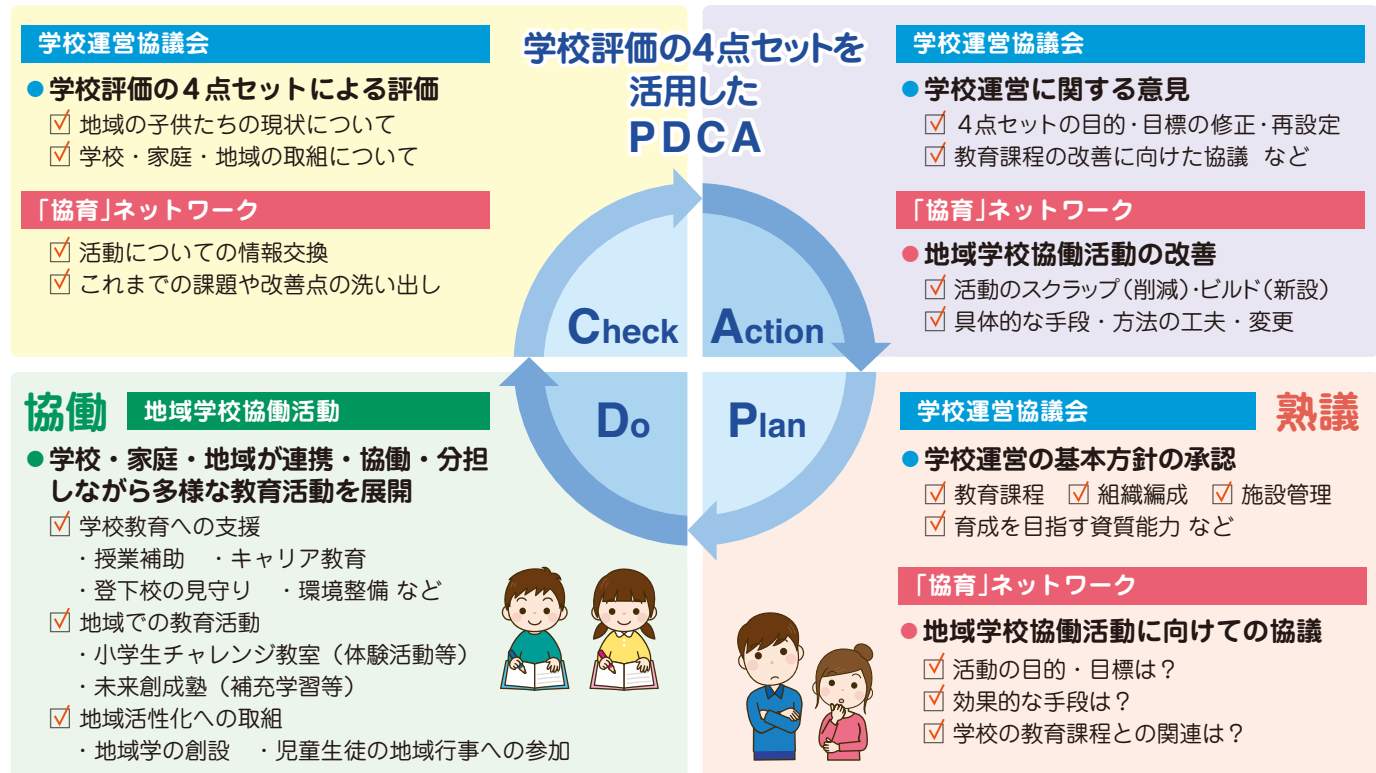 学校評価の4点セットを
活用した
PDCA
学校運営協議会
●学校評価の4点セットによる評価
☑ 地域の子供たちの現状について
☑ 学校・家庭・地域の取組について
「協育」ネットワーク
☑ 活動についての情報交換
☑ これまでの課題や改善点の洗い出し
Check
学校運営協議会
●学校運営に関する意見
☑ 4点セットの目的・目標の修正・再設定
☑ 教育課程の改善に向けた協議 など
「協育」ネットワーク
●地域学校協働活動の改善
☑ 活動のスクラップ(削減)・ビルド(新設)
☑ 具体的な手段・方法の工夫・変更
Action
協働 地域学校協働活動
●学校・家庭・地域が連携・協働・分担
しながら多様な教育活動を展開
☑ 学校教育への支援
・授業補助 ・キャリア教育
・登下校の見守り ・環境整備 など
☑ 地域での教育活動
・小学生チャレンジ教室(体験活動等)
・未来創成塾(補充学習等)
☑ 地域活性化への取組
・地域学の創設 ・児童生徒の地域行事への参加
Do
Plan
学校運営協議会 熟議
●学校運営の基本方針の承認
☑ 教育課程 ☑ 組織編成 ☑ 施設管理
☑ 育成を目指す資質能力 など
「協育」ネットワーク
●地域学校協働活動に向けての協議
☑ 活動の目的・目標は?
☑ 効果的な手段は?
☑ 学校の教育課程との関連は?